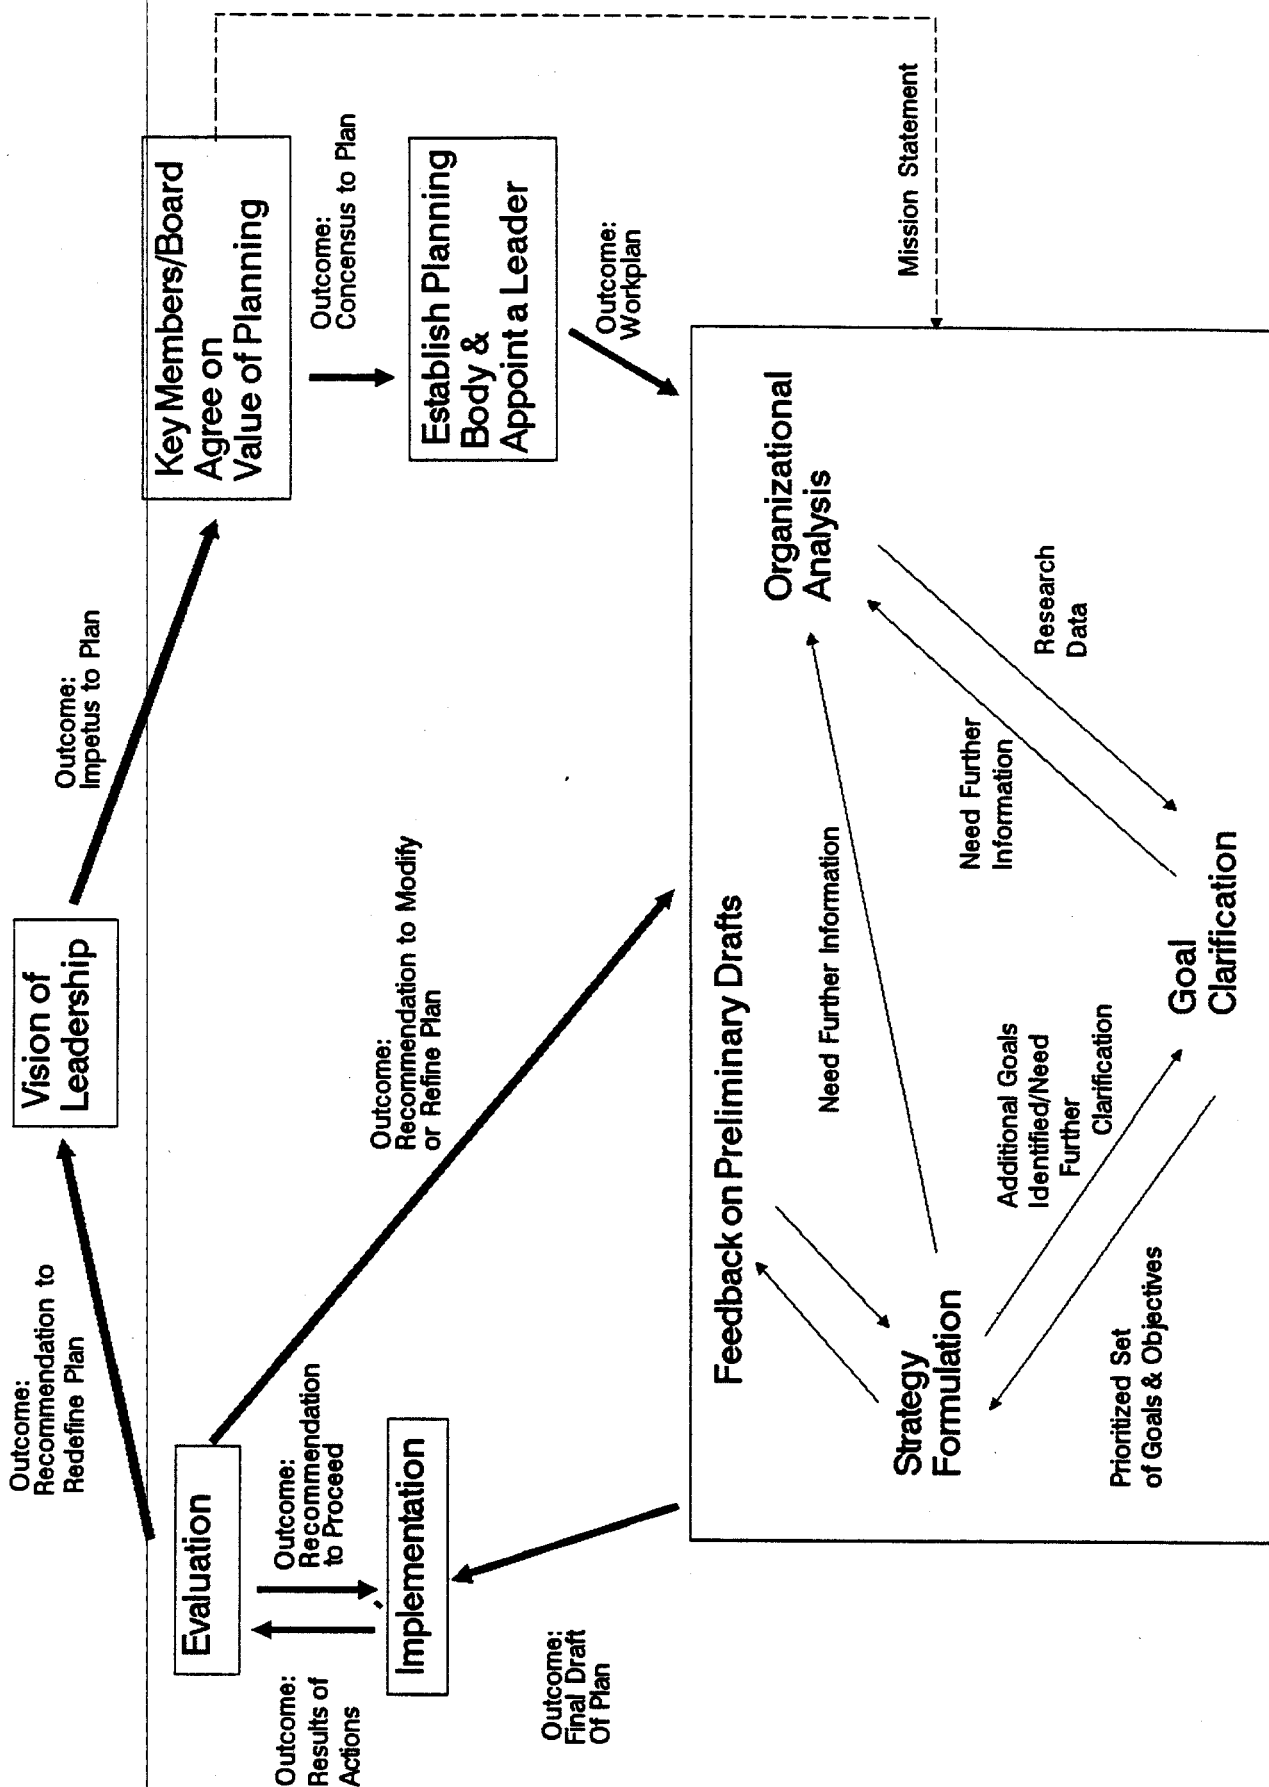 Vision of
Leadership
Outcome:
Impetus to Plan
Key Members/Board
Agree on
Value of Planning
Outcome:
Concensus to Plan
Establish Planning
Body &
Appoint a Leader
Outcome:
Workplan
Mission Statement
Outcome:
Recommendation to
Redefine Plan
Evaluation
Outcome:
Recommendation
to Proceed
Outcome:
Results of
Actions
Implementation
Outcome:
Final Draft
Of Plan
Outcome:
Recommendation to Modify
or Refine Plan
Feedback on Preliminary Drafts
Organizational
Analysis
Need Further Information
Need Further
Information
Research
Data
Strategy
Formulation
Additional Goals
Identified/Need
Further
Clarification
Prioritized Set
of Goals & Objectives
Goal
Clarification